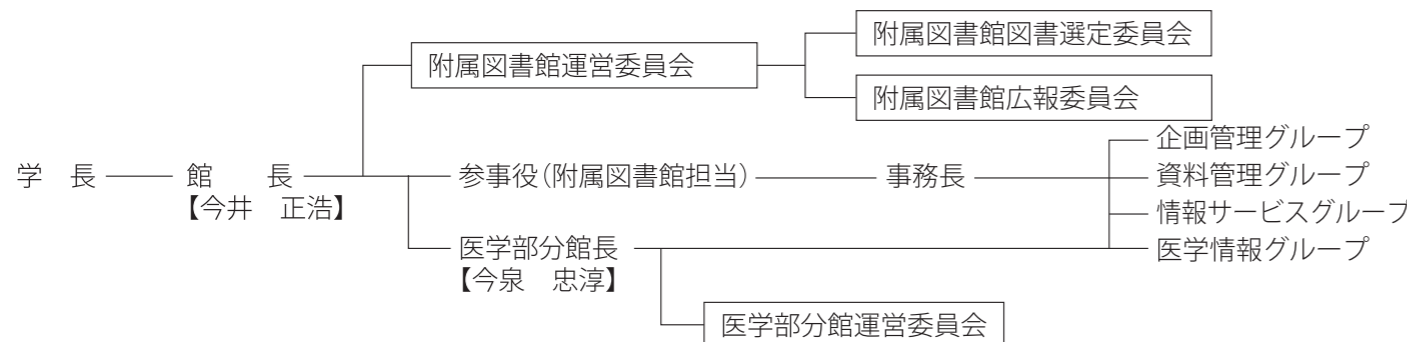 附属図書館図書選定委員会
附属図書館運営委員会
附属図書館広報委員会
企画管理グループ
学　長
館　　長
参事役（附属図書館担当）
事務長
資料管理グループ
【今井　正浩】
情報サービスグループ
医学部分館長
医学情報グループ
【今泉　忠淳】
医学部分館運営委員会